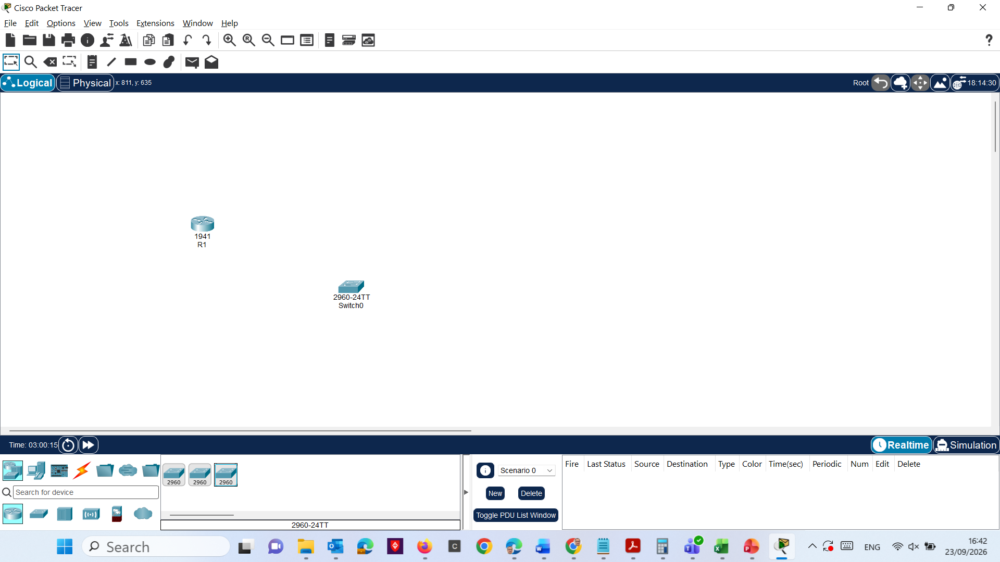 Cisco Packet Tracer
File Edit Options View Tools Extensions Window Help
?
Logical Physical x: 811, y: 635 Root 18:14:30
1941
R1
2960-24TT
Switch0
Time: 03:00:15 Realtime Simulation
2960 2960 2960
Scenario 0
Fire Last Status Source Destination Type Color Time(sec) Periodic Num Edit Delete
Search for device
New Delete
Toggle PDU List Window
2960-24TT
Search
ENG
16:42
23/09/2026